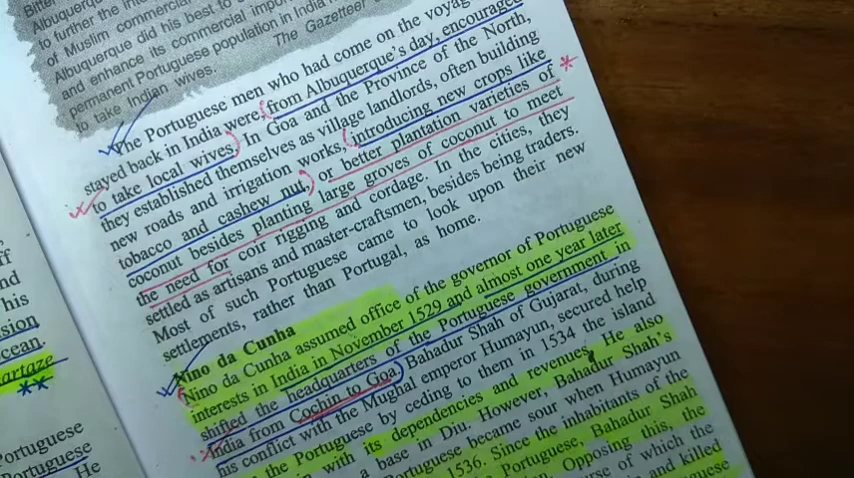 to further the inte
of Muslim commercial
Albuquerque did his best to
and enhance its commercial impor
permanent Portuguese population in India
to take Indian wives. The Gazetteer
The Portuguese men who had come on the voyag
stayed back in India were, from Albuquerque's day, encouraged
to take local wives. In Goa and the Province of the North,
they established themselves as village landlords, often building
new roads and irrigation works, introducing new crops like
tobacco and cashew nut, or better plantation varieties of
coconut besides planting large groves of coconut to meet
the need for coir rigging and cordage. In the cities, they
settled as artisans and master-craftsmen, besides being traders.
Most of such Portuguese came to look upon their new
settlements, rather than Portugal, as home.
Nino da Cunha
Nino da Cunha assumed office of the governor of Portuguese
interests in India in November 1529 and almost one year later
shifted the headquarters of the Portuguese government in
India from Cochin to Goa. Bahadur Shah of Gujarat, during
his conflict with the Mughal emperor Humayun, secured help
the Portuguese by ceding to them in 1534 the island
with its dependencies and revenues. He also
a base in Diu. However, Bahadur Shah's
Portuguese became sour when Humayun
1536. Since the inhabitants of the
Portuguese, Bahadur Shah
Opposing this, the
urse of which the
and killed
his
sion
cean.
artaze
ortuguese
ortuguese
He